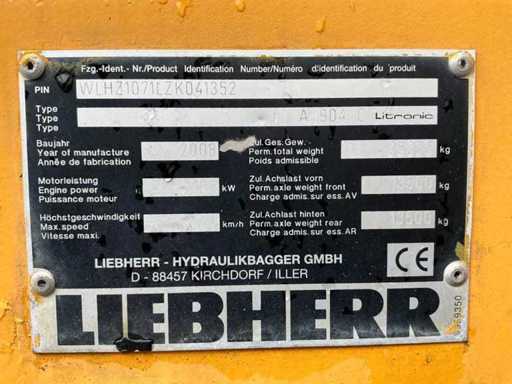 Fzg.-Ident.- Nr./Product Identification Number/Numéro d'identification du produit
PIN WLHZ1071LZK041352
Type
Type A 904 C Litronic
Type
Baujahr 2008 Zul.Ges.Gew.
Year of manufacture Perm.total weight kg
Année de fabrication Poids admissible
Motorleistung Zul.Achslast vorn
Engine power kW Perm.axle weight front kg
Puissance moteur Charge admis.sur ess.AV
Höchstgeschwindigkeit Zul.Achslast hinten
Max.speed km/h Perm.axle weight rear kg
Vitesse maxi. Charge admis.sur ess.AR
LIEBHERR - HYDRAULIKBAGGER GMBH
D - 88457 KIRCHDORF / ILLER
CE
LIEBHERR